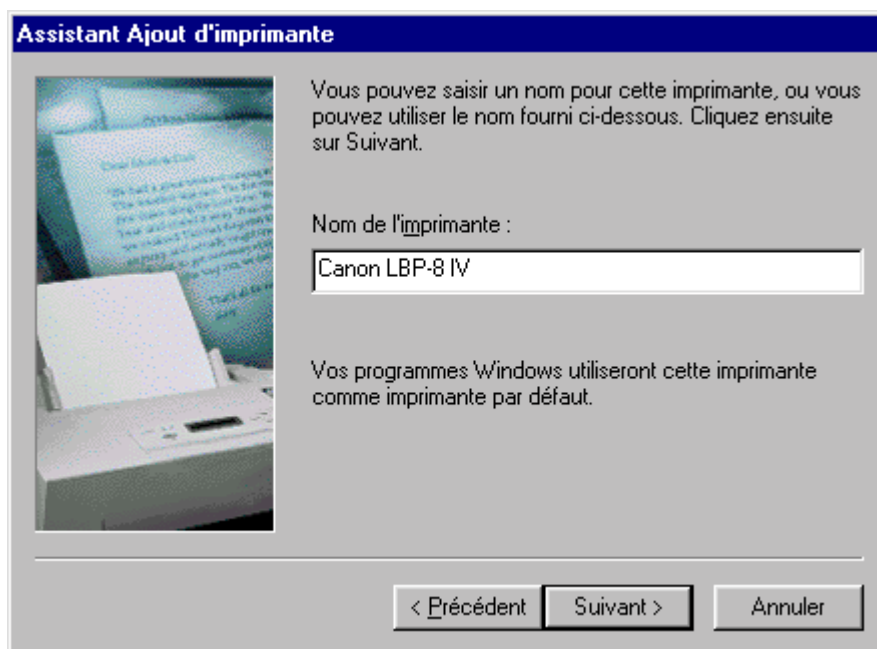 Assistant Ajout d'imprimante
Vous pouvez saisir un nom pour cette imprimante, ou vous
pouvez utiliser le nom fourni ci-dessous. Cliquez ensuite
sur Suivant.
Nom de l'imprimante :
Canon LBP-8 IV
Vos programmes Windows utiliseront cette imprimante
comme imprimante par défaut.
< Précédent
Suivant >
Annuler